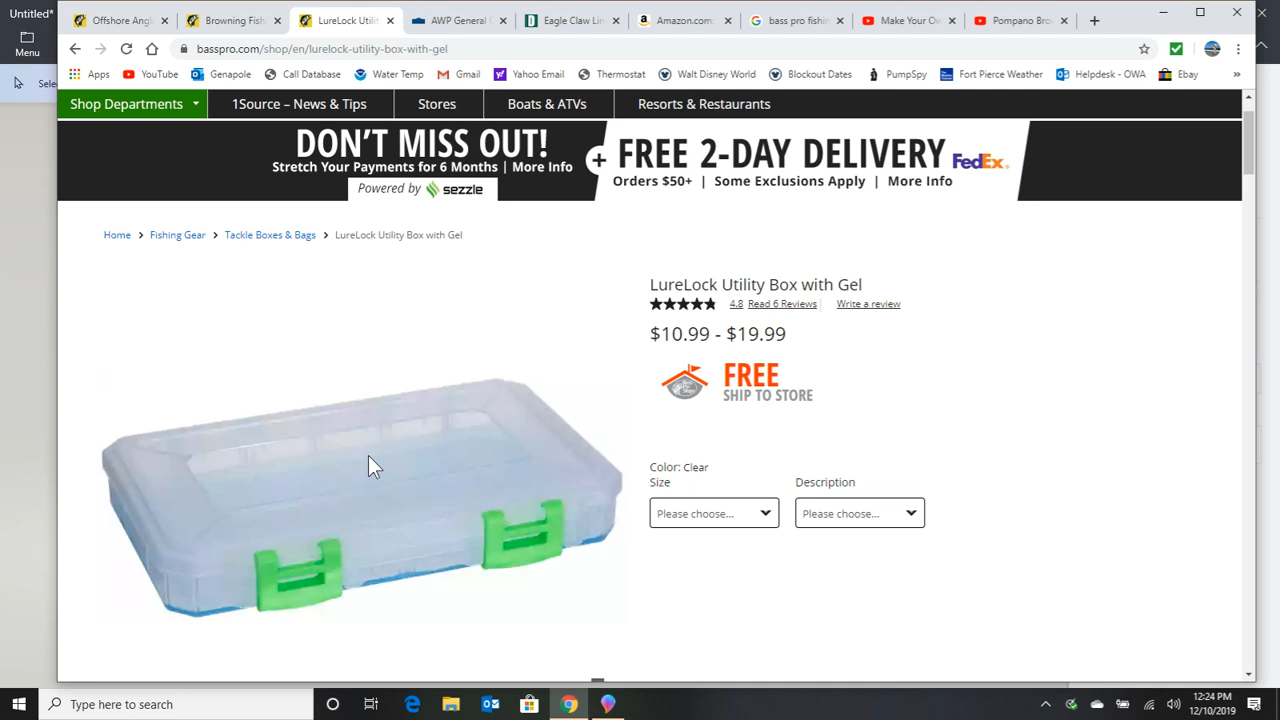 Untitled*
Offshore Angl
Browning Fish
LureLock Utili
AWP General C
Eagle Claw Lin
Amazon.com:
bass pro fishin
Make Your Ow
Pompano Bro
Menu
basspro.com/shop/en/lurelock-utility-box-with-gel
Sele
Apps
YouTube
Genapole
Call Database
Water Temp
Gmail
Yahoo Email
Thermostat
Walt Disney World
Blockout Dates
PumpSpy
Fort Pierce Weather
Helpdesk - OWA
Ebay
»
Shop Departments
1Source – News & Tips
Stores
Boats & ATVs
Resorts & Restaurants
DON'T MISS OUT!
Stretch Your Payments for 6 Months | More Info
Powered by sezzle
+
FREE 2-DAY DELIVERY FedEx
Orders $50+ | Some Exclusions Apply | More Info
Home > Fishing Gear > Tackle Boxes & Bags > LureLock Utility Box with Gel
LureLock Utility Box with Gel
4.8 Read 6 Reviews Write a review
$10.99 - $19.99
FREE
SHIP TO STORE
Color: Clear
Size
Description
Please choose...
Please choose...
Type here to search
12:24 PM
12/10/2019